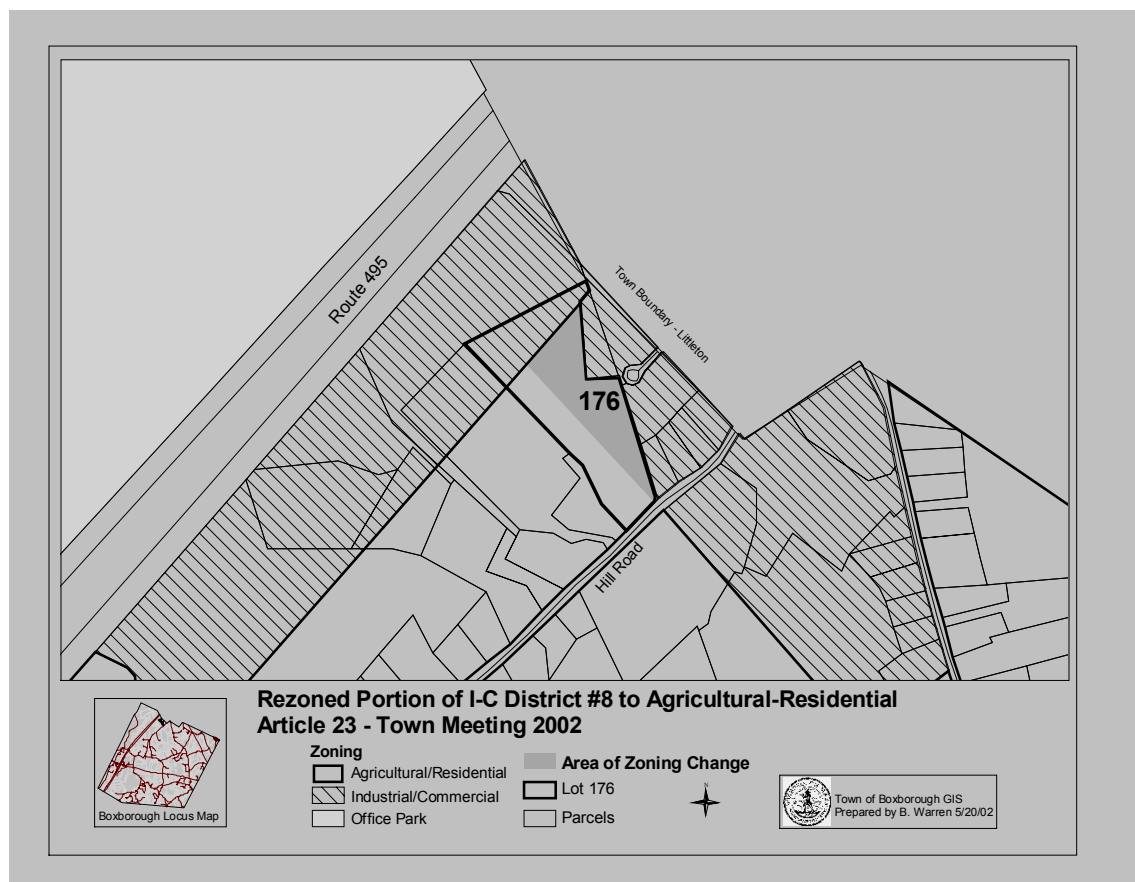 Route 495
Town Boundary - Littleton
176
Hill Road
Rezoned Portion of I-C District #8 to Agricultural-Residential
Article 23 - Town Meeting 2002
Zoning
Agricultural/Residential
Industrial/Commercial
Office Park
Area of Zoning Change
Lot 176
Parcels
N
Boxborough Locus Map
Town of Boxborough GIS
Prepared by B. Warren 5/20/02